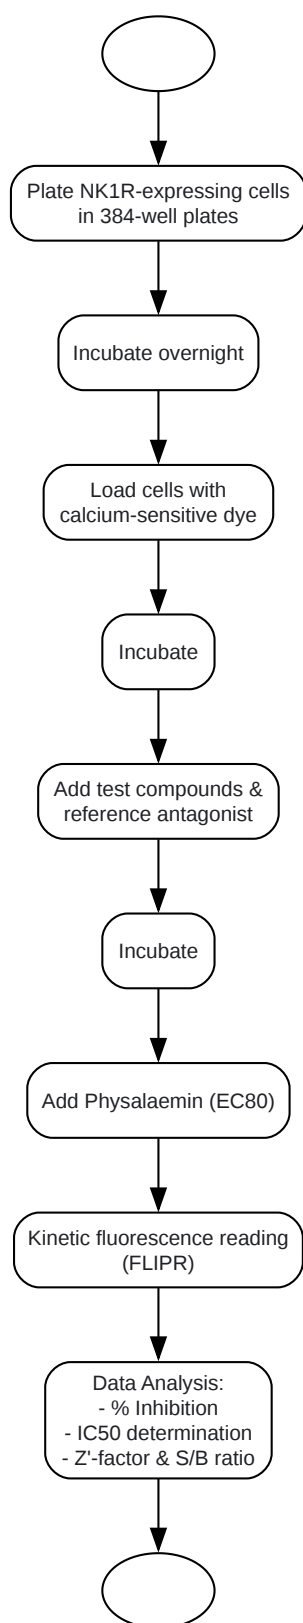 Plate NK1R-expressing cells
in 384-well plates
Incubate overnight
Load cells with
calcium-sensitive dye
Incubate
Add test compounds &
reference antagonist
Incubate
Add Physalaemin (EC80)
Kinetic fluorescence reading
(FLIPR)
Data Analysis:
- % Inhibition
- IC50 determination
- Z'-factor & S/B ratio